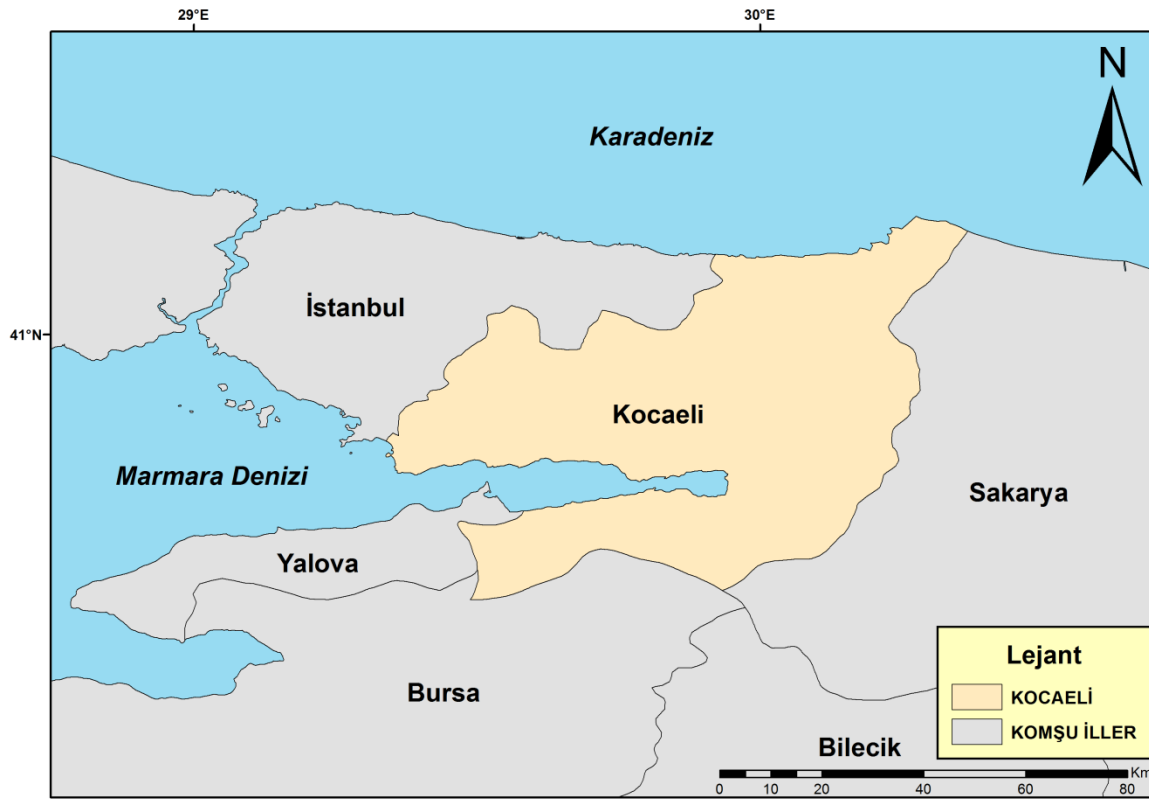 29°E
30°E
N
Karadeniz
41°N
İstanbul
Kocaeli
Marmara Denizi
Sakarya
Yalova
Bursa
Bilecik
Lejant
KOCAELİ
KOMŞU İLLER
Km
0 10 20 40 60 80